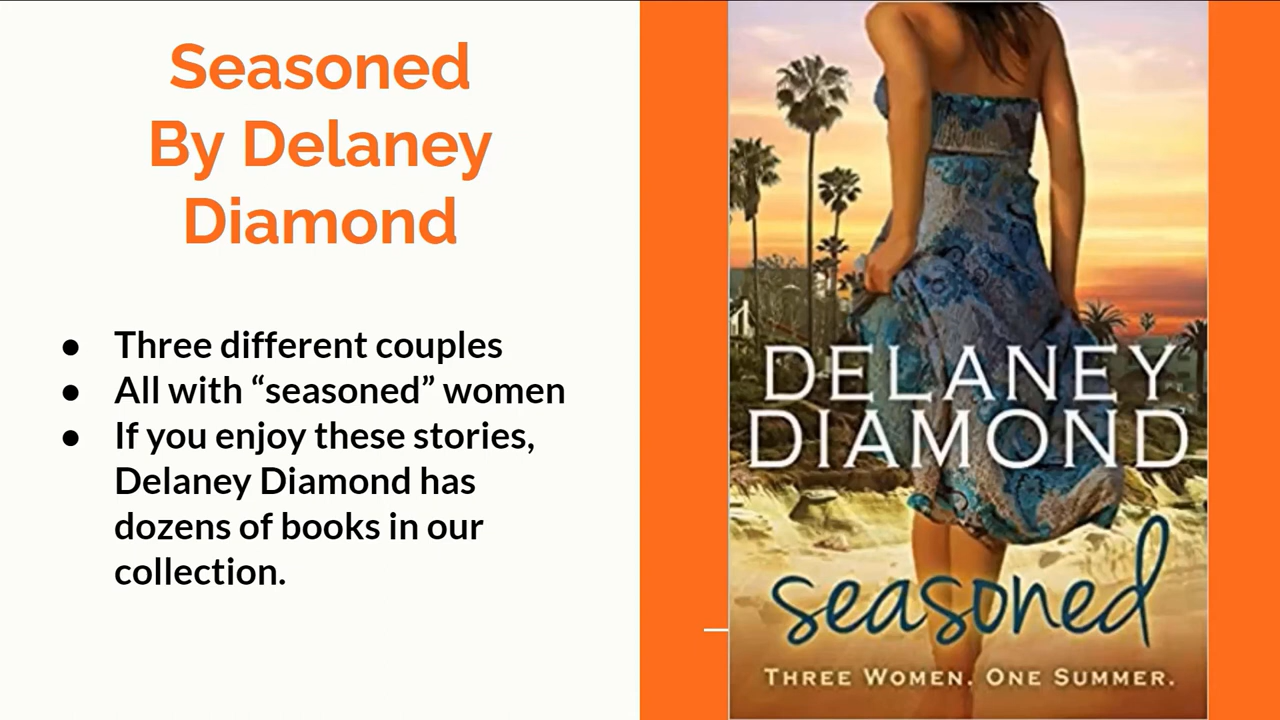 Seasoned
By Delaney
Diamond
● Three different couples
● All with “seasoned” women
● If you enjoy these stories,
Delaney Diamond has
dozens of books in our
collection.
DELANEY
DIAMOND
seasoned
THREE WOMEN. ONE SUMMER.